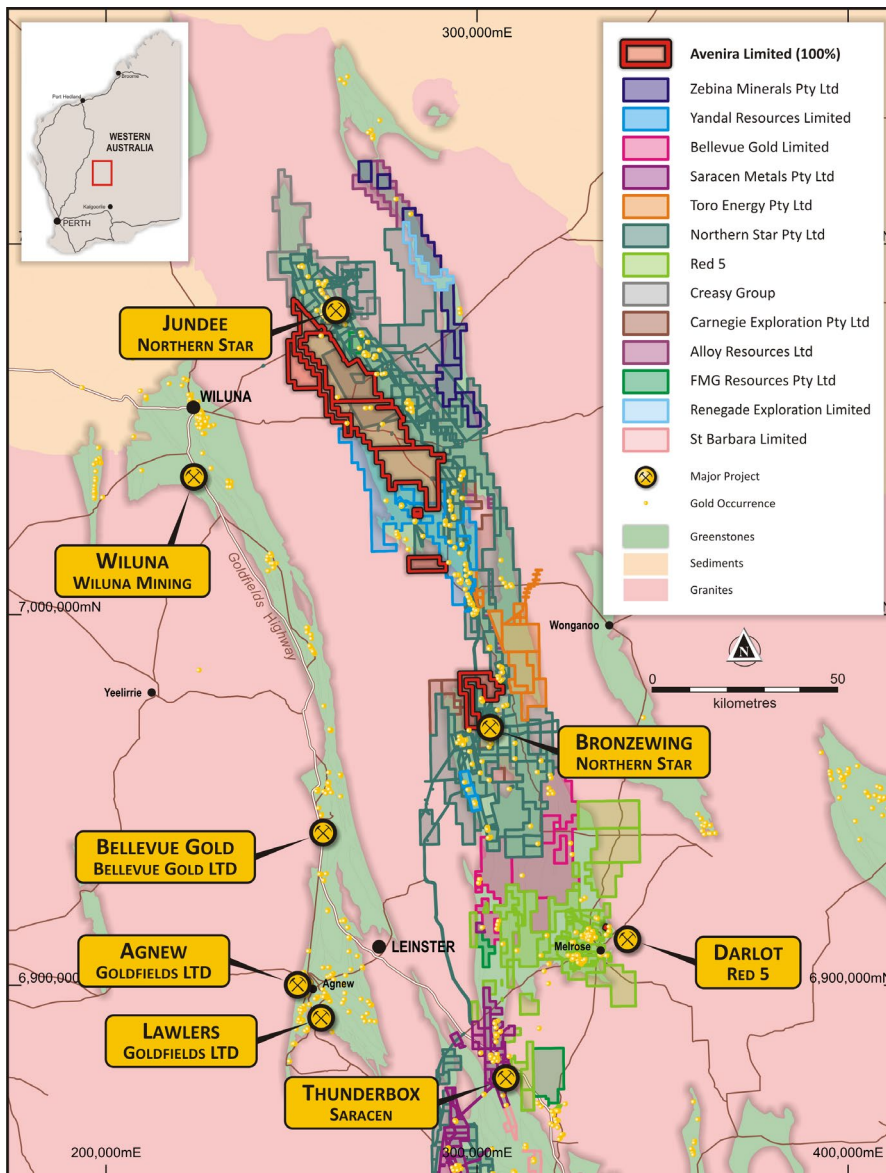 300,000mE
Broome
Port Hedland
WESTERN
AUSTRALIA
Kalgoorlie
PERTH
Avenira Limited (100%)
Zebina Minerals Pty Ltd
Yandal Resources Limited
Bellevue Gold Limited
Saracen Metals Pty Ltd
Toro Energy Pty Ltd
Northern Star Pty Ltd
Red 5
Creasy Group
Carnegie Exploration Pty Ltd
Alloy Resources Ltd
FMG Resources Pty Ltd
Renegade Exploration Limited
St Barbara Limited
Major Project
Gold Occurrence
Greenstones
Sediments
Granites
JUNDEE
NORTHERN STAR
WILUNA
WILUNA
WILUNA MINING
Goldfields Highway
7,000,000mN
Wonganoo
N
0 50
kilometres
Yeelirrie
BRONZEWING
NORTHERN STAR
BELLEVUE GOLD
BELLEVUE GOLD LTD
LEINSTER
Melrose
DARLOT
RED 5
AGNEW
GOLDFIELDS LTD
Agnew
6,900,000mN
6,900,000mN
LAWLERS
GOLDFIELDS LTD
THUNDERBOX
SARACEN
200,000mE
300,000mE
400,000mE